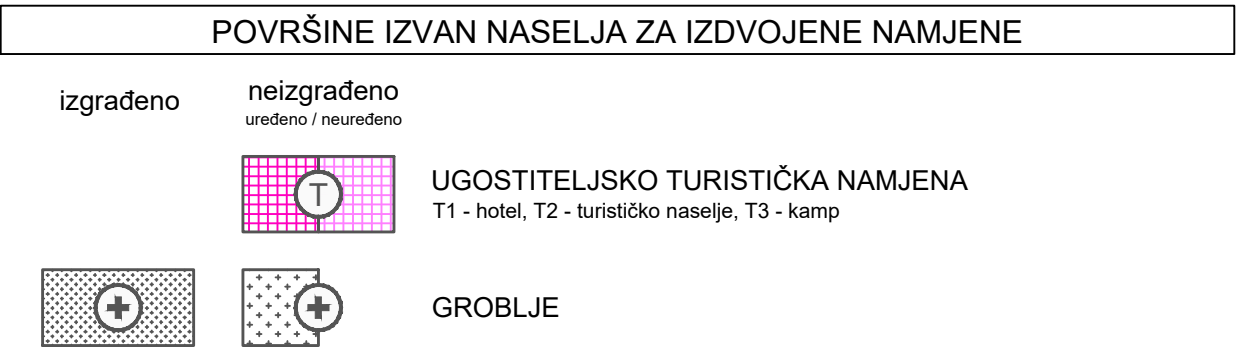 POVRŠINE IZVAN NASELJA ZA IZDVOJENE NAMJENE
izgrađeno
neizgrađeno
uređeno / neuređeno
T
UGOSTITELJSKO TURISTIČKA NAMJENA
T1 - hotel, T2 - turističko naselje, T3 - kamp
GROBLJE